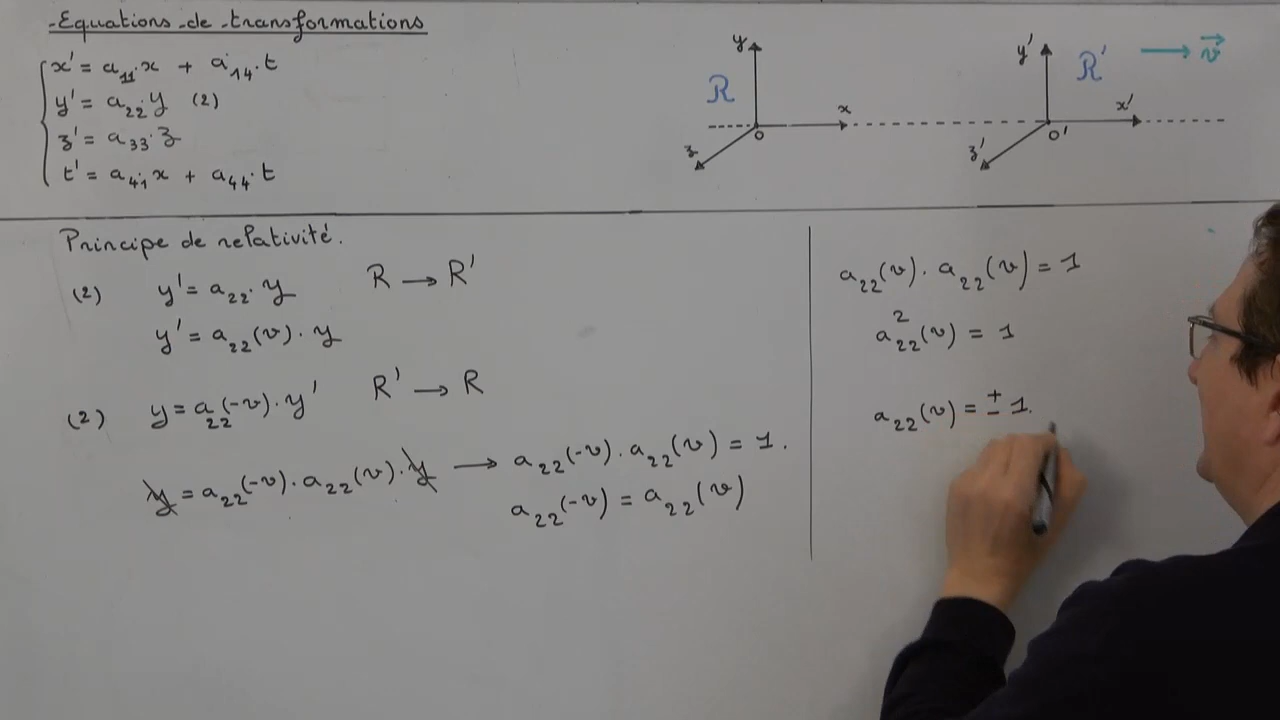 Equations de transformations
x' = a₁₁.x + a₁₄.t
y' = a₂₂.y (2)
z' = a₃₃.z
t' = a₄₁.x + a₄₄.t
y
R
x
o
z
y'
R'
v⃗
x'
o'
z'
Principe de relativité.
(2) y' = a₂₂.y R → R'
y' = a₂₂(v).y
(2) y = a₂₂(-v).y' R' → R
y = a₂₂(-v).a₂₂(v).y → a₂₂(-v).a₂₂(v) = 1.
a₂₂(-v) = a₂₂(v)
a₂₂(v).a₂₂(v) = 1
a₂₂²(v) = 1
a₂₂(v) = ± 1.